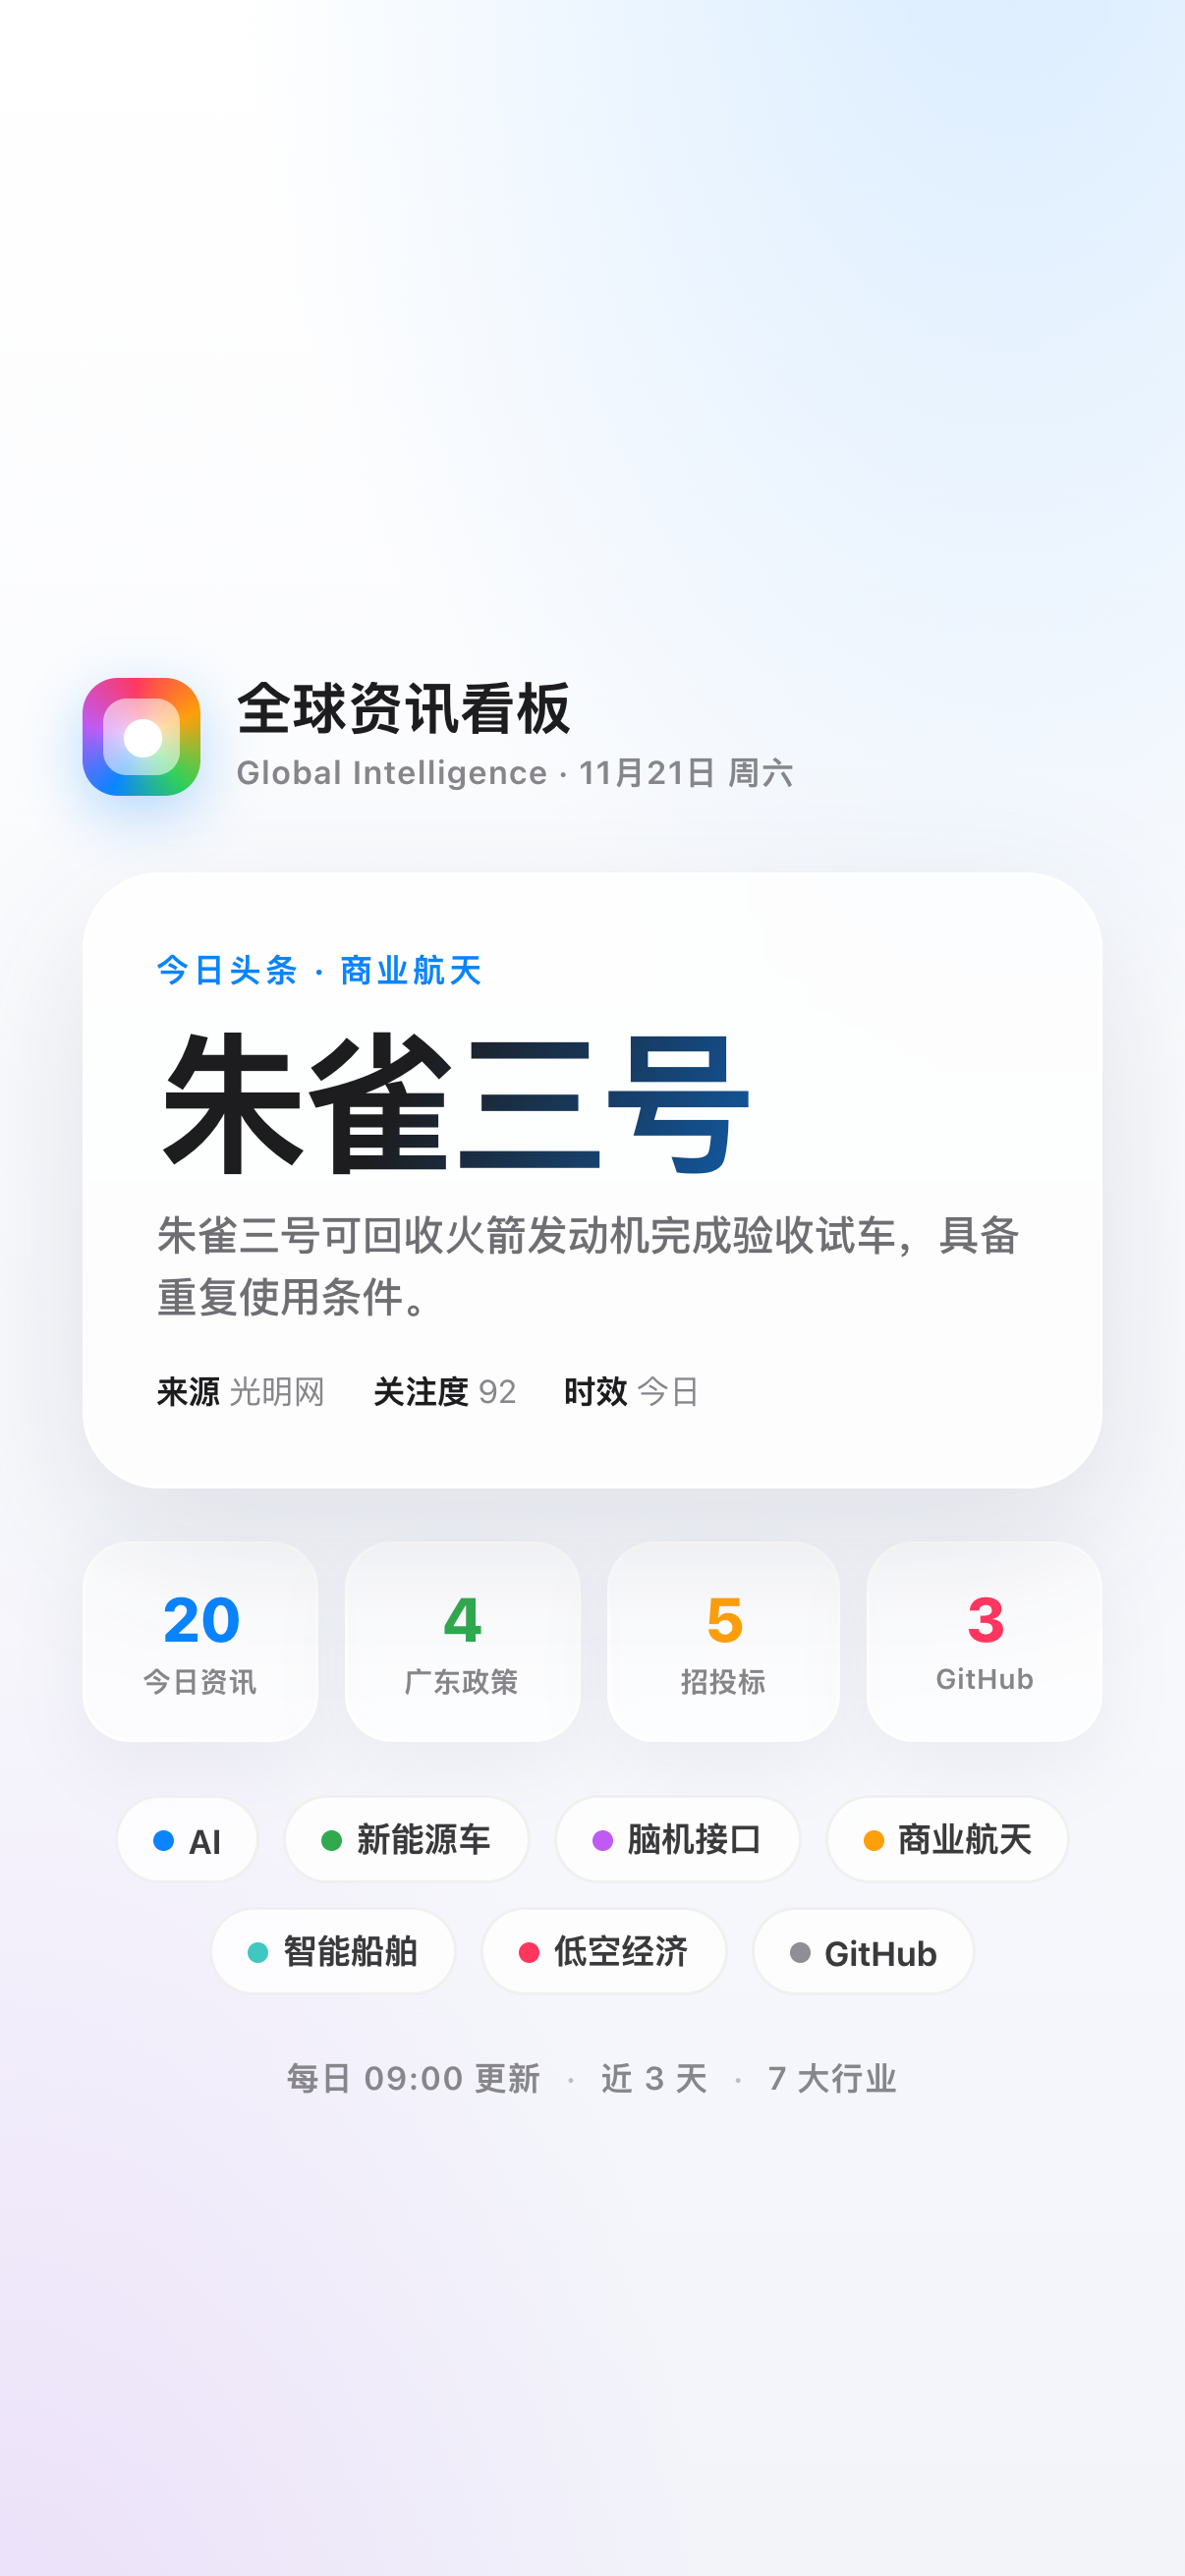 全球资讯看板
Global Intelligence · 11月21日 周六
今日头条 · 商业航天
朱雀三号
朱雀三号可回收火箭发动机完成验收试车，具备
重复使用条件。
来源 光明网 关注度 92 时效 今日
20 4 5 3
今日资讯 广东政策 招投标 GitHub
AI 新能源车 脑机接口 商业航天
智能船舶 低空经济 GitHub
每日 09:00 更新 · 近 3 天 · 7 大行业